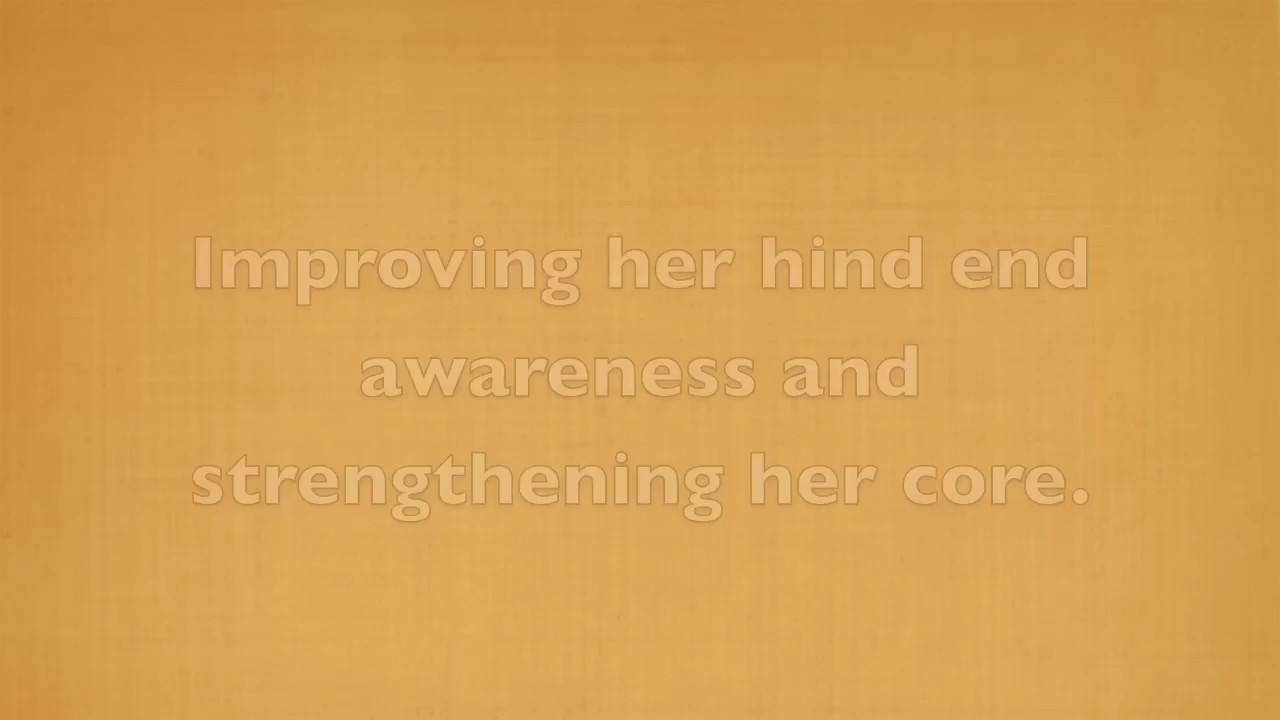 Improving her hind end
awareness and
strengthening her core.